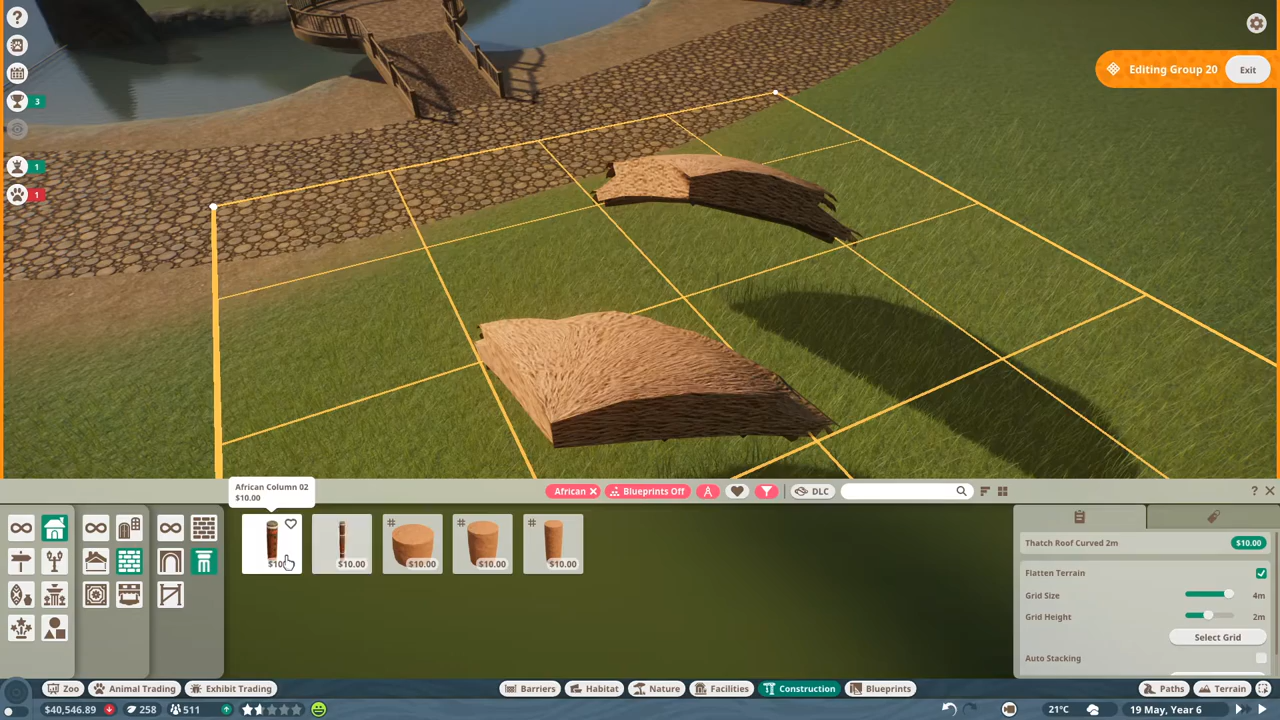 ?
3
1
1
Editing Group 20
Exit
African Column 02
$10.00
African ×
Blueprints Off
DLC
? ×
$10.00
$10.00
$10.00
$10.00
Thatch Roof Curved 2m
$10.00
Flatten Terrain
Grid Size
4m
Grid Height
2m
Select Grid
Auto Stacking
Zoo
Animal Trading
Exhibit Trading
Barriers
Habitat
Nature
Facilities
Construction
Blueprints
Paths
Terrain
$40,546.89
258
511
21°C
19 May, Year 6